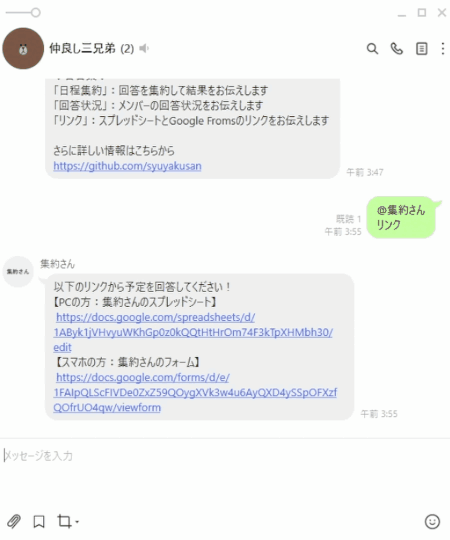 仲良し三兄弟 (2)
「日程集約」：回答を集約して結果をお伝えします
「回答状況」：メンバーの回答状況をお伝えします
「リンク」：スプレッドシートとGoogle Fromsのリンクをお伝えします
さらに詳しい情報はこちらから
https://github.com/syuyakusan
午前 3:47
@集約さん
リンク
既読 1
午前 3:55
集約さん
集約さん
以下のリンクから予定を回答してください！
【PCの方：集約さんのスプレッドシート】
https://docs.google.com/spreadsheets/d/
1AByk1jVHvyuWKhGp0z0kQQtHtHrOm74F3kTpXHMbh30/
edit
【スマホの方：集約さんのフォーム】
https://docs.google.com/forms/d/e/
1FAIpQLScFIVDe0ZxZ59QOygXVk3w4u6AyQXD4ySSpOFXzf
QOfrUO4qw/viewform
午前 3:55
メッセージを入力